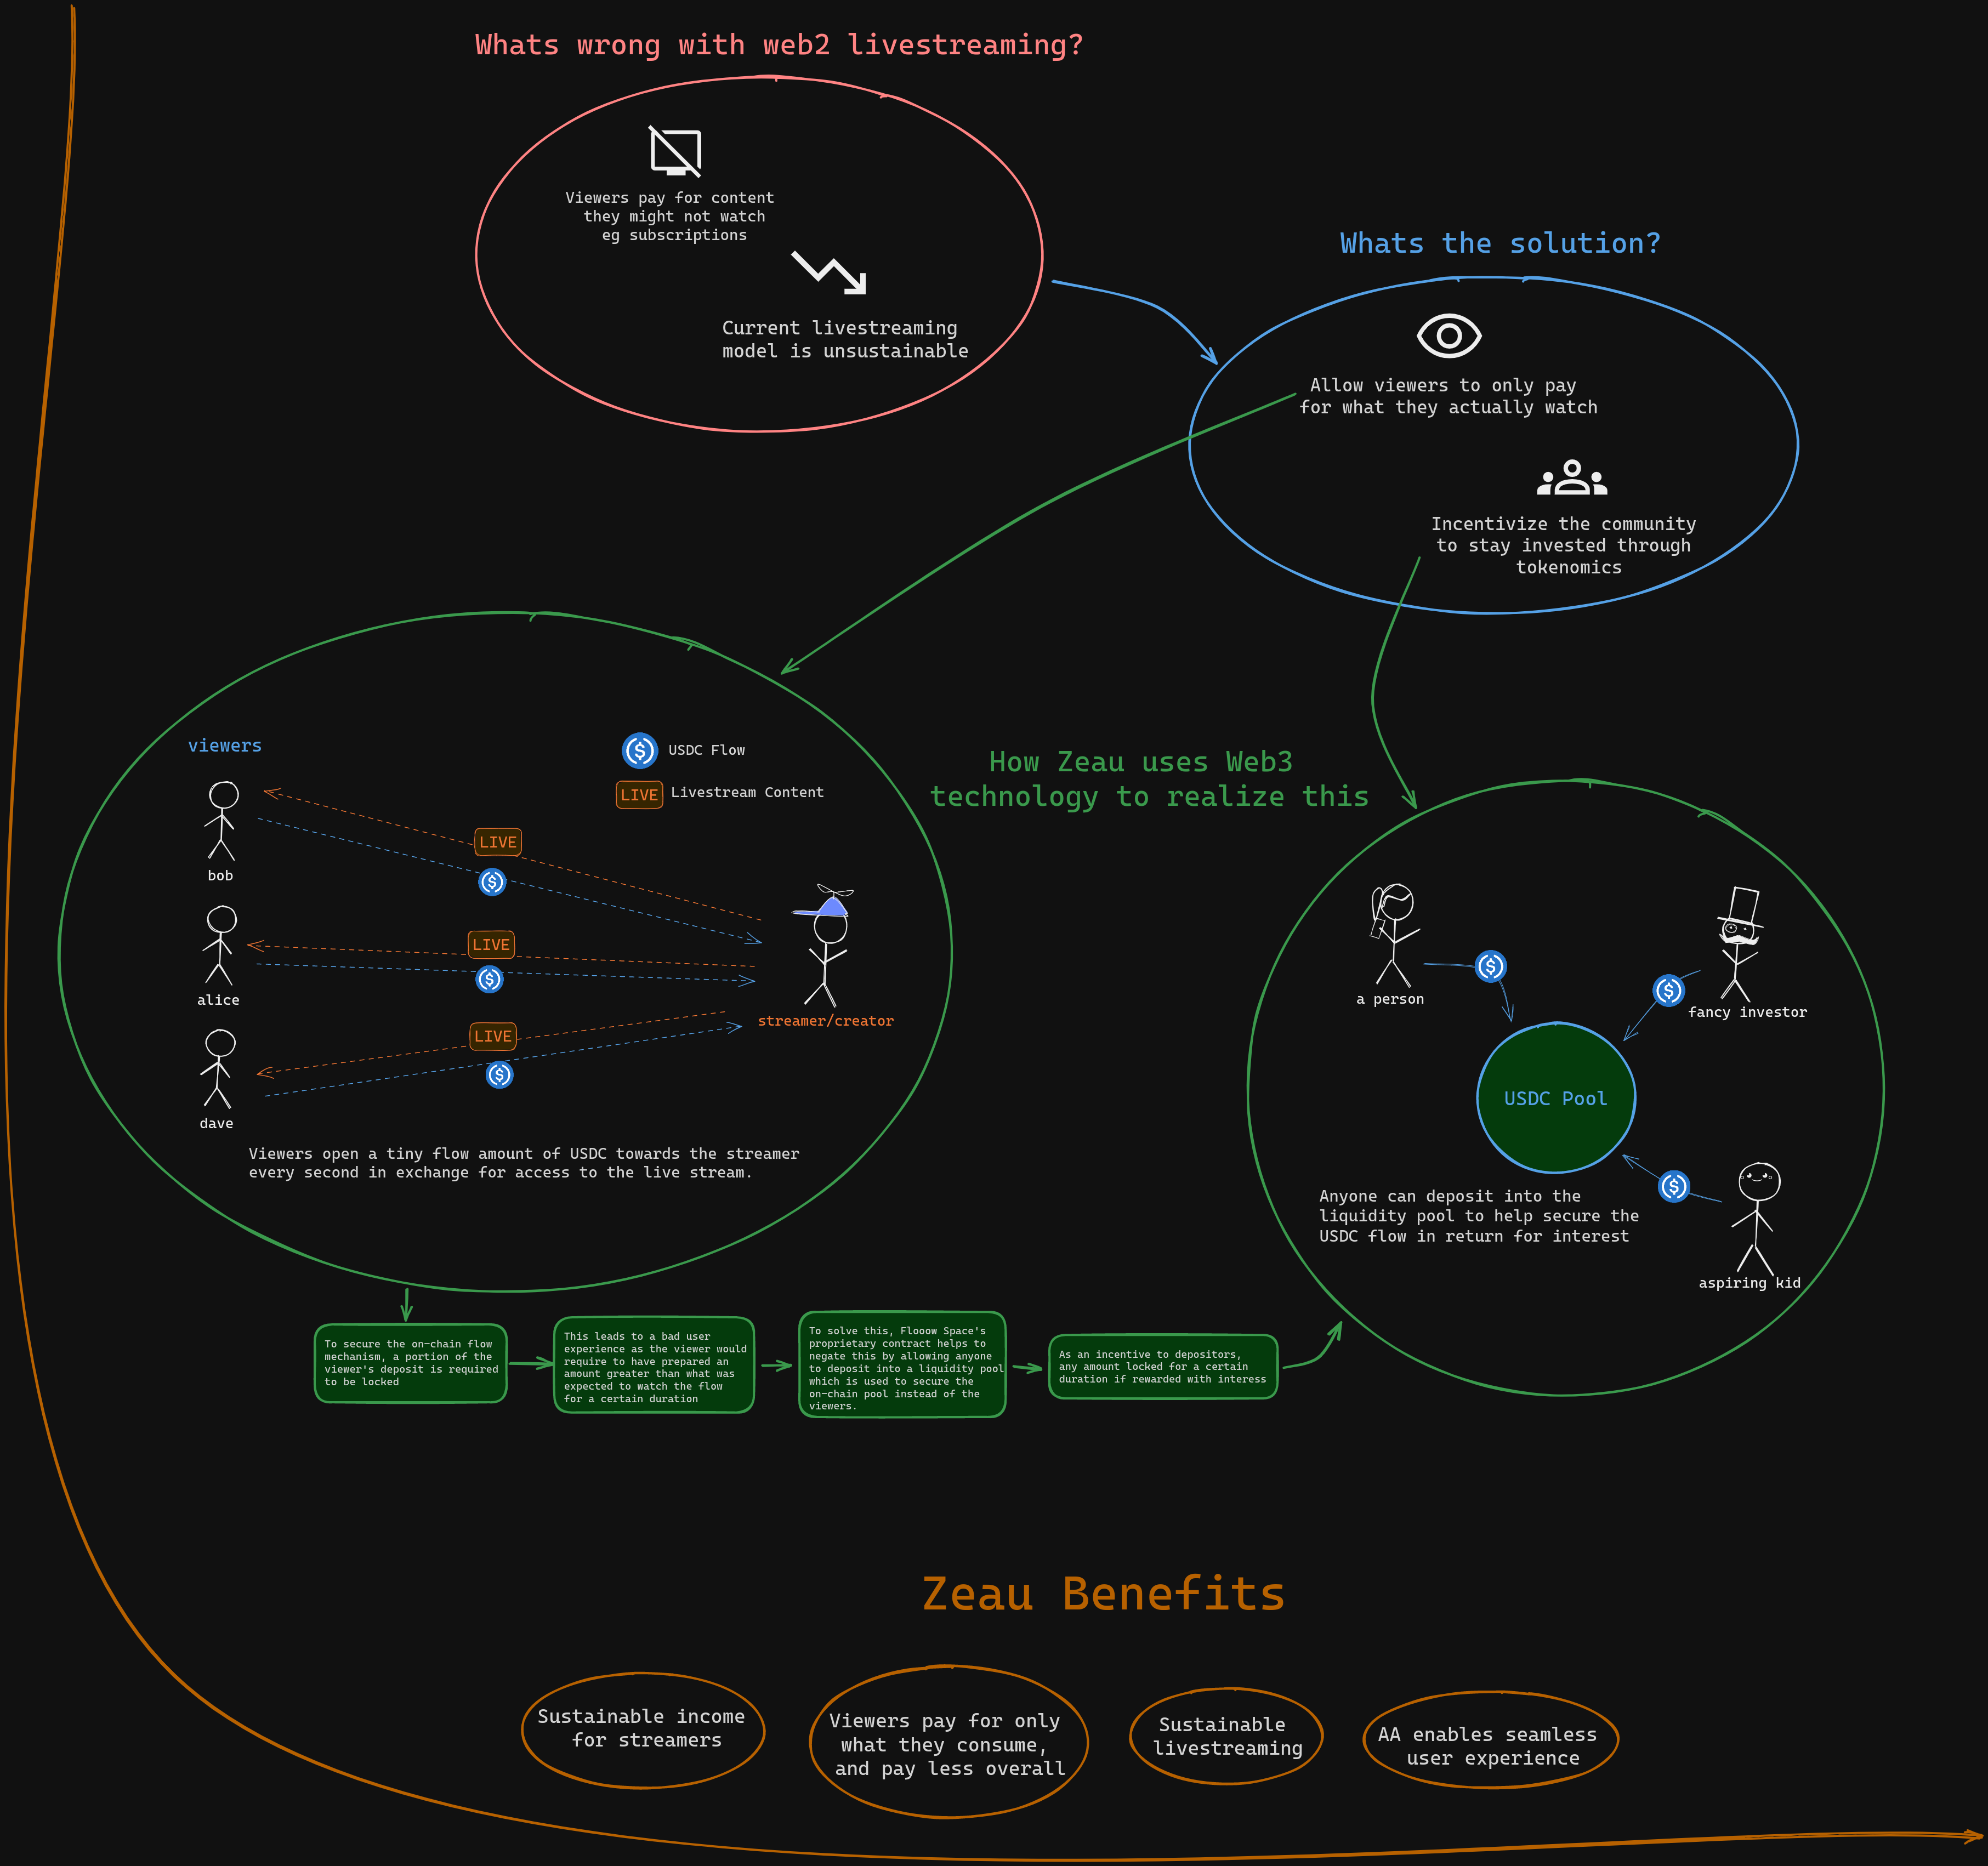 Whats wrong with web2 livestreaming?
Viewers pay for content
they might not watch
eg subscriptions
Current livestreaming
model is unsustainable
Whats the solution?
Allow viewers to only pay
for what they actually watch
Incentivize the community
to stay invested through
tokenomics
How Zeau uses Web3
technology to realize this
viewers
USDC Flow
LIVE
Livestream Content
bob
LIVE
alice
LIVE
dave
LIVE
streamer/creator
Viewers open a tiny flow amount of USDC towards the streamer
every second in exchange for access to the live stream.
a person
fancy investor
USDC Pool
aspiring kid
Anyone can deposit into the
liquidity pool to help secure the
USDC flow in return for interest
To secure the on-chain flow
mechanism, a portion of the
viewer's deposit is required
to be locked
This leads to a bad user
experience as the viewer would
require to have prepared an
amount greater than what was
expected to watch the flow
for a certain duration
To solve this, Flooow Space's
proprietary contract helps to
negate this by allowing anyone
to deposit into a liquidity pool
which is used to secure the
on-chain pool instead of the
viewers.
As an incentive to depositors,
any amount locked for a certain
duration if rewarded with interess
Zeau Benefits
Sustainable income
for streamers
Viewers pay for only
what they consume,
and pay less overall
Sustainable
livestreaming
AA enables seamless
user experience